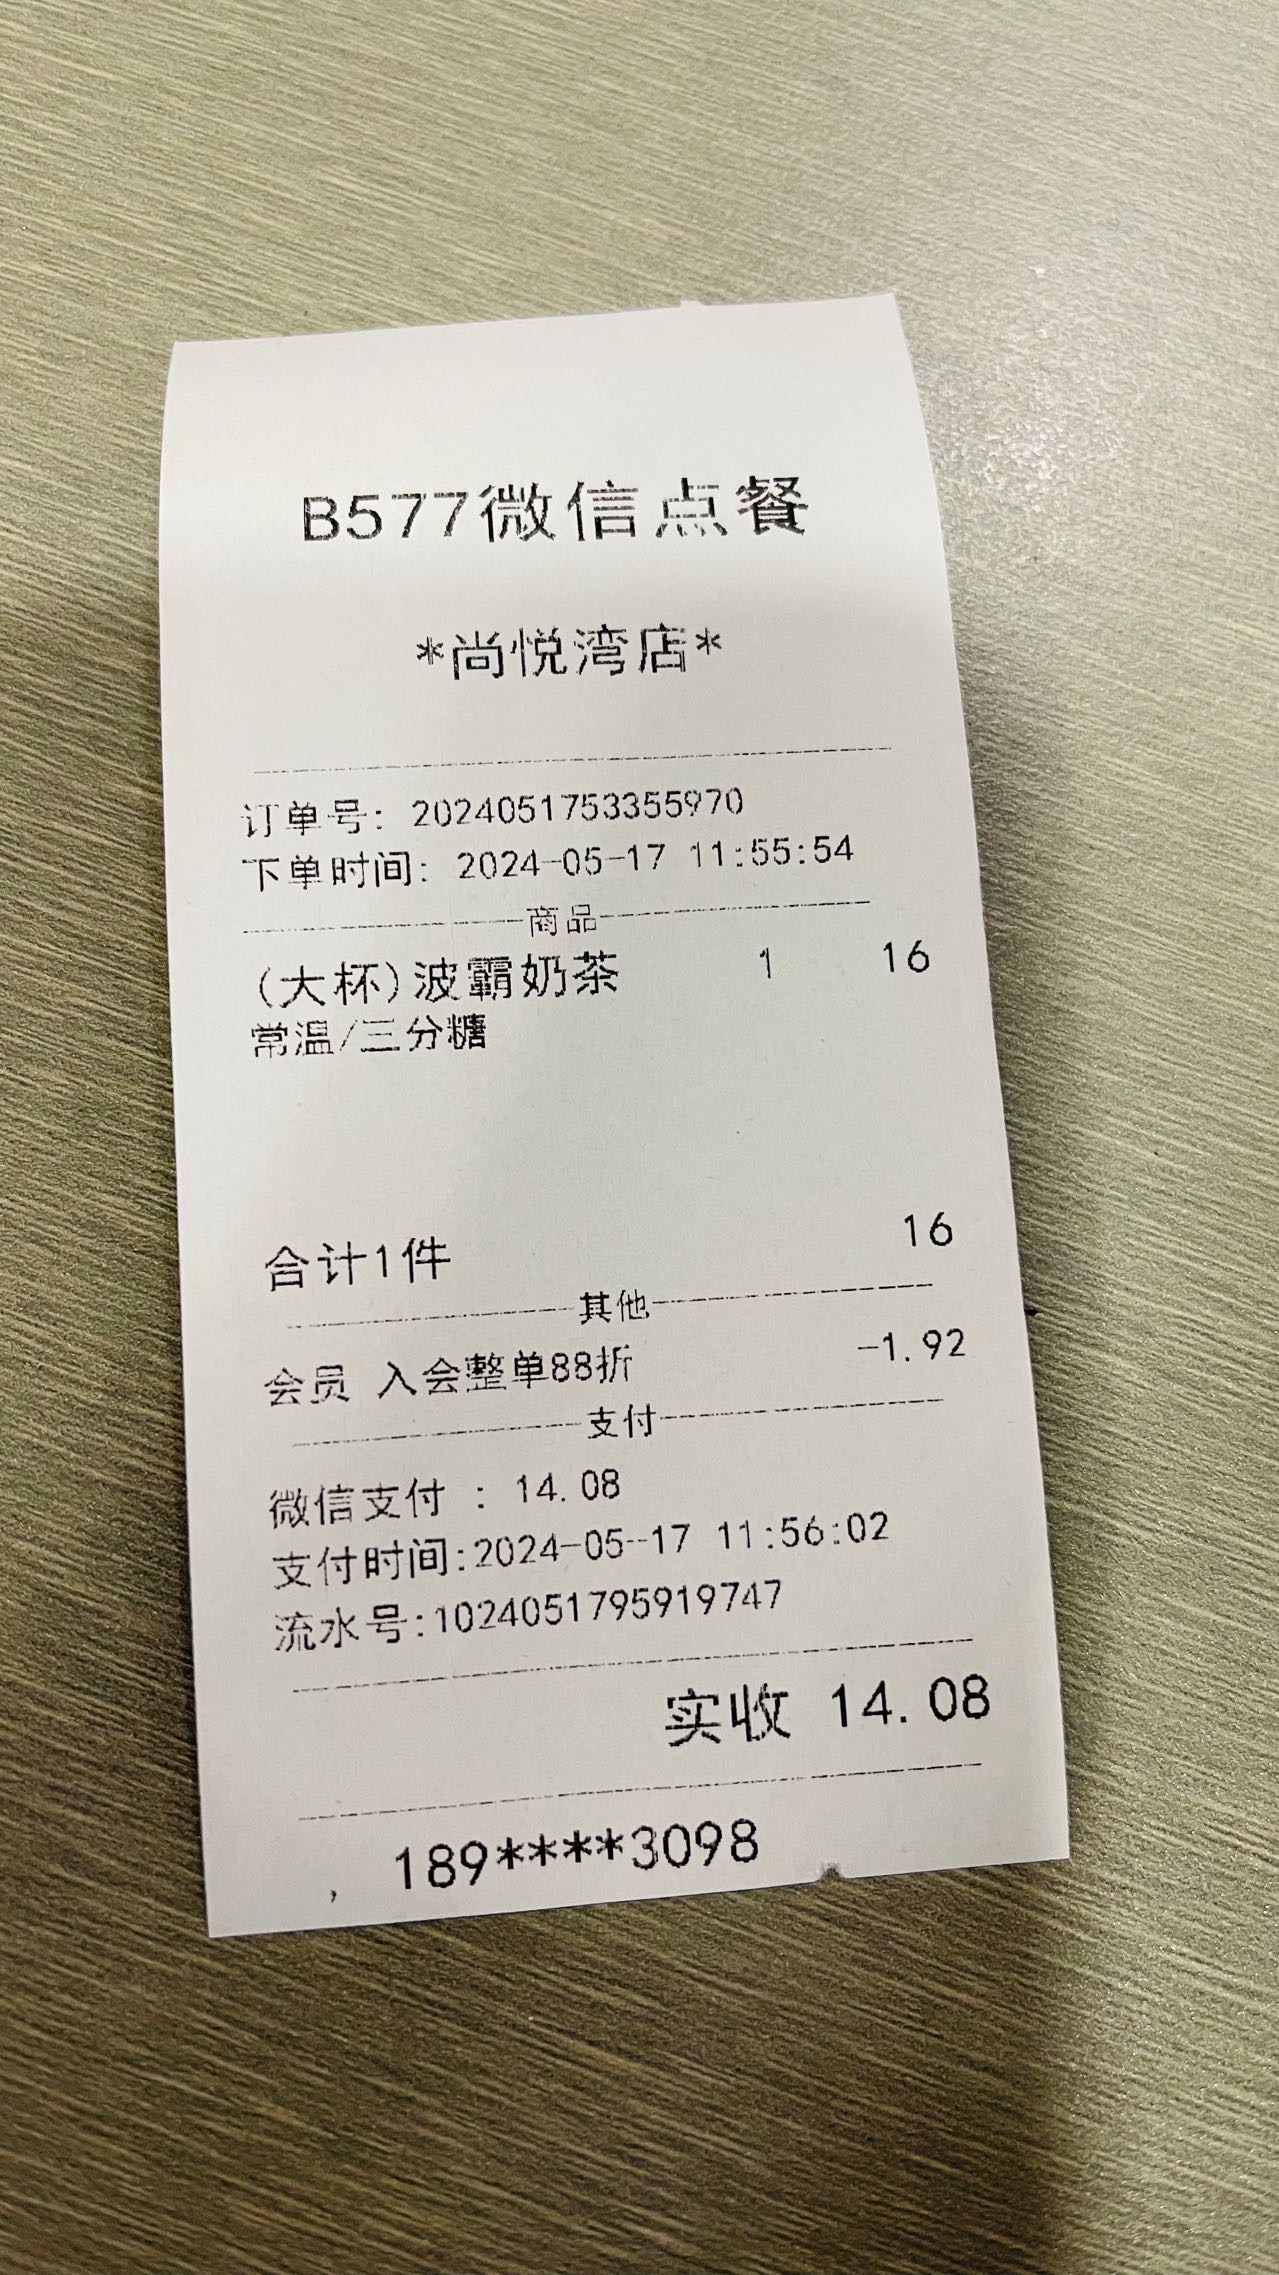 B577微信点餐
*尚悦湾店*
订单号: 2024051753355970
下单时间: 2024-05-17 11:55:54
商品
(大杯)波霸奶茶 1 16
常温/三分糖
合计1件 16
其他
会员 入会整单88折 -1.92
支付
微信支付 : 14.08
支付时间:2024-05-17 11:56:02
流水号:1024051795919747
实收 14.08
189****3098